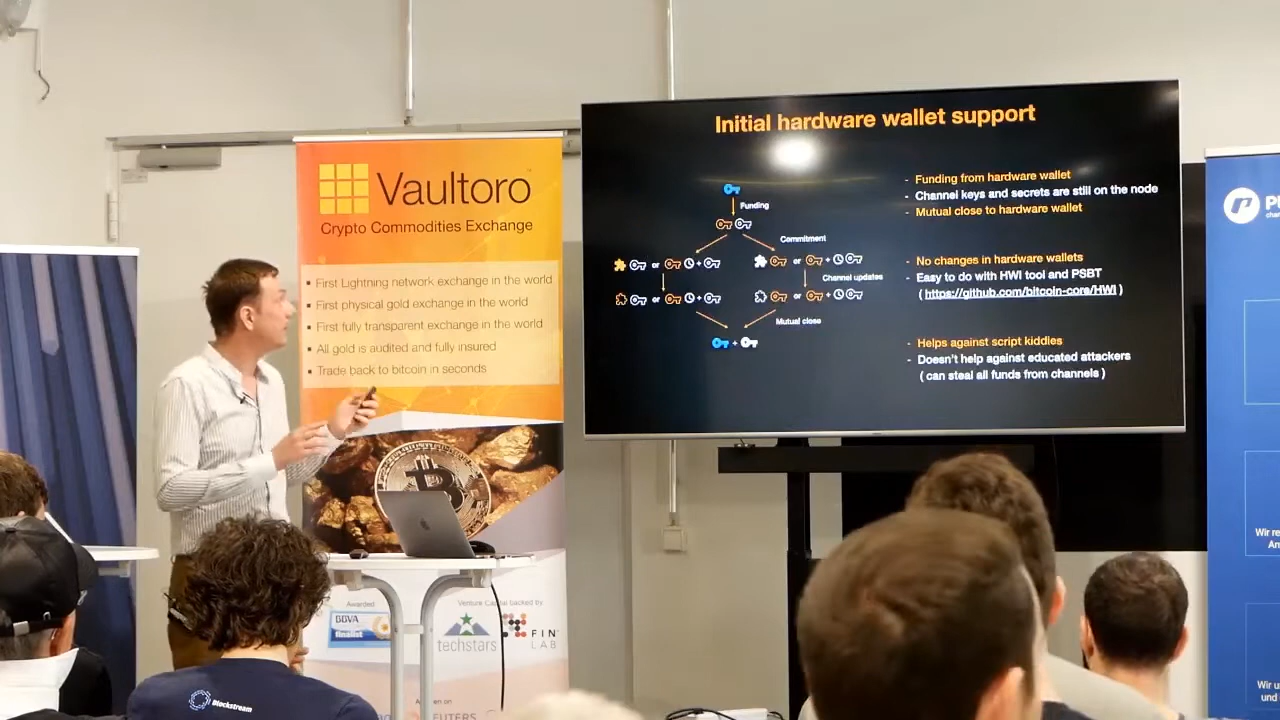 Vaultoro
Crypto Commodities Exchange
▪ First Lightning network exchange in the world
▪ First physical gold exchange in the world
▪ First fully transparent exchange in the world
▪ All gold is audited and fully insured
▪ Trade back to bitcoin in seconds
Awarded
BBVA
finalist
Venture Capital backed by
techstars
FIN
LAB
Blockstream
Initial hardware wallet support
Funding
Commitment
or
+
or
+
Channel updates
or
+
or
+
Mutual close
+
- Funding from hardware wallet
- Channel keys and secrets are still on the node
- Mutual close to hardware wallet
- No changes in hardware wallets
- Easy to do with HWI tool and PSBT
( https://github.com/bitcoin-core/HWI )
- Helps against script kiddies
- Doesn't help against educated attackers
( can steal all funds from channels )
Wir
Wir
und